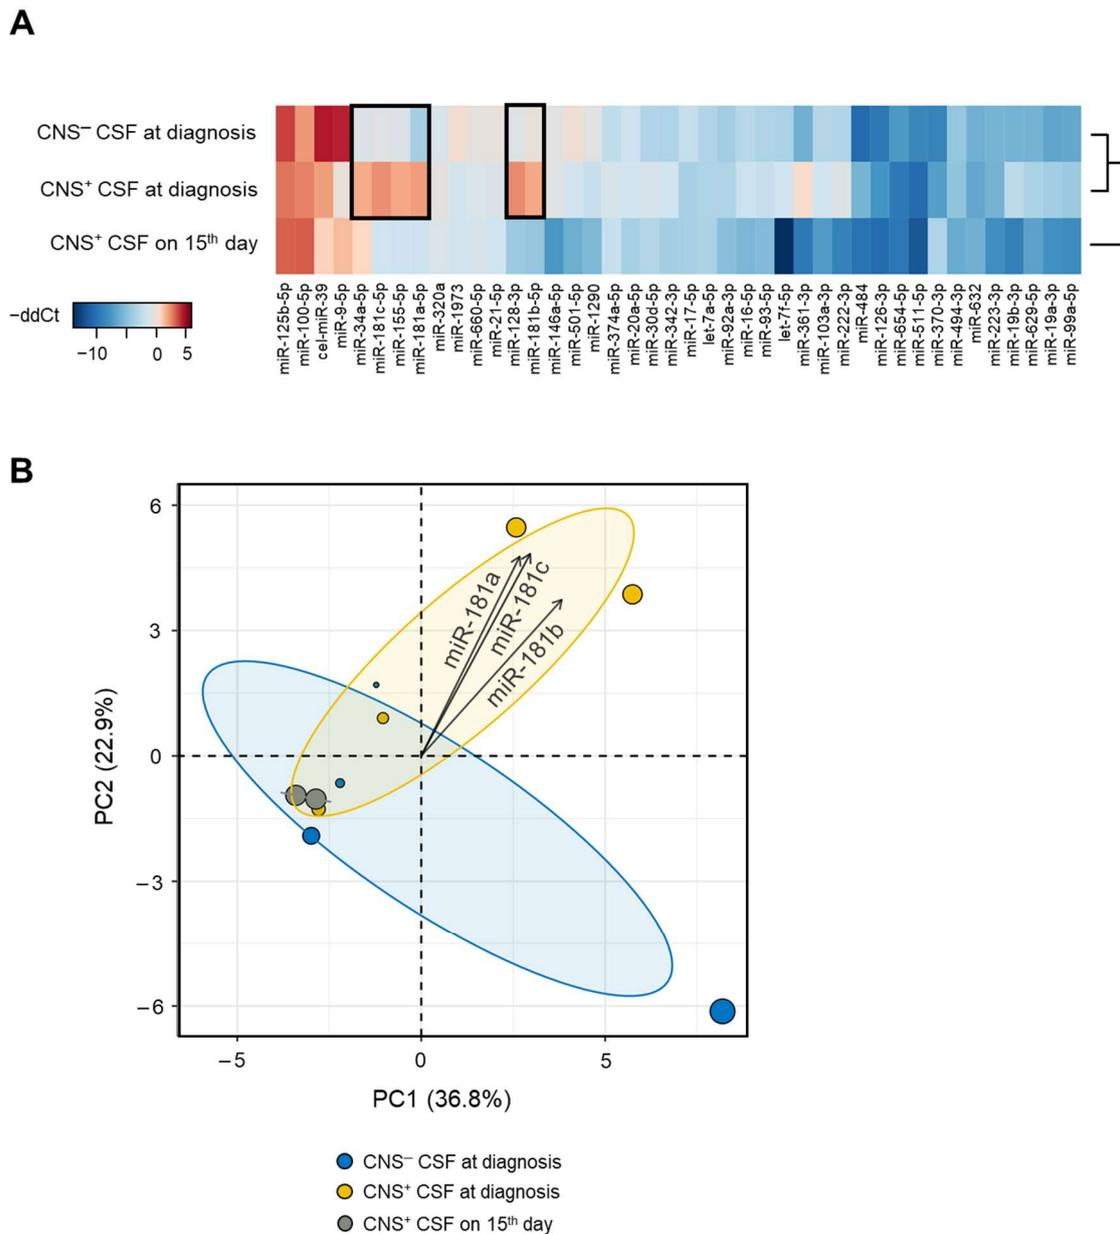 A
CNS– CSF at diagnosis
CNS+ CSF at diagnosis
CNS+ CSF on 15th day
−ddCt
−10 0 5
miR-125b-5p
miR-100-5p
cel-miR-39
miR-9-5p
miR-34a-5p
miR-181c-5p
miR-155-5p
miR-181a-5p
miR-320a
miR-1973
miR-660-5p
miR-21-5p
miR-128-3p
miR-181b-5p
miR-146a-5p
miR-501-5p
miR-1290
miR-374a-5p
miR-20a-5p
miR-30d-5p
miR-342-3p
miR-17-5p
let-7a-5p
miR-92a-3p
miR-16-5p
miR-93-5p
let-7f-5p
miR-361-3p
miR-103a-3p
miR-222-3p
miR-484
miR-126-3p
miR-654-5p
miR-511-5p
miR-370-3p
miR-494-3p
miR-632
miR-223-3p
miR-19b-3p
miR-629-5p
miR-19a-3p
miR-99a-5p
B
6
3
0
−3
−6
PC2 (22.9%)
miR-181a
miR-181c
miR-181b
−5 0 5
PC1 (36.8%)
CNS– CSF at diagnosis
CNS+ CSF at diagnosis
CNS+ CSF on 15th day